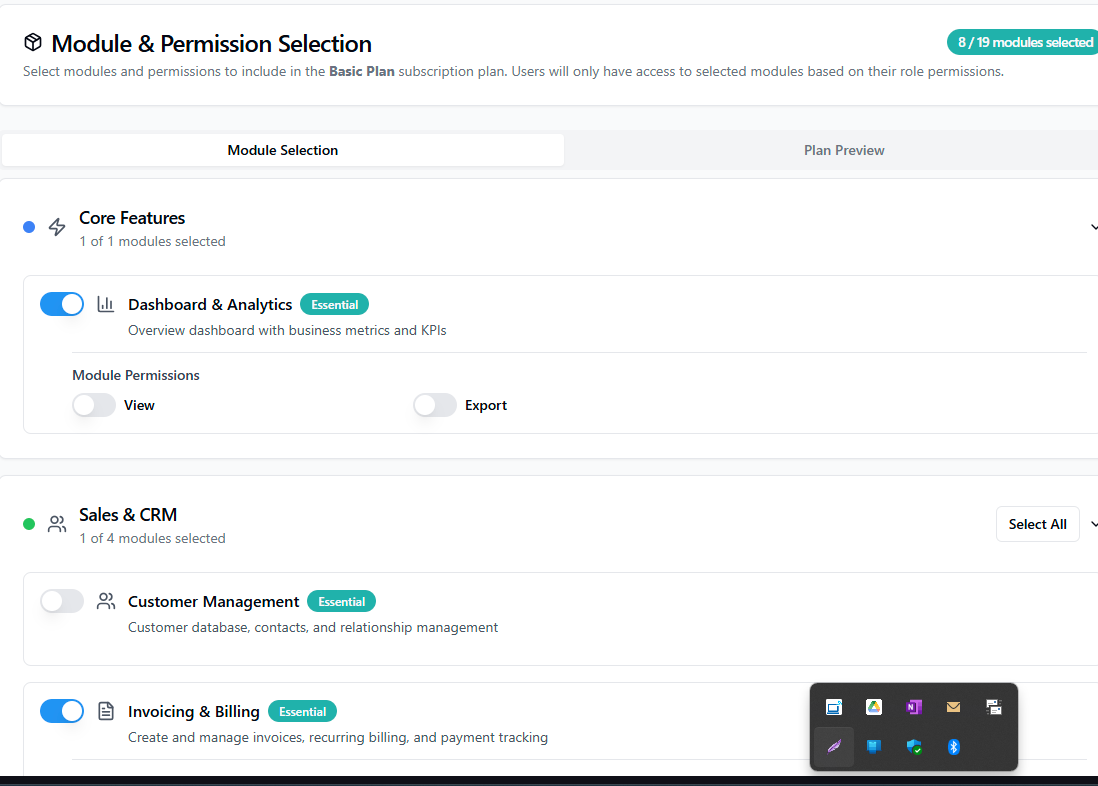 Module & Permission Selection
8 / 19 modules selected
Select modules and permissions to include in the Basic Plan subscription plan. Users will only have access to selected modules based on their role permissions.
Module Selection
Plan Preview
Core Features
1 of 1 modules selected
Dashboard & Analytics
Essential
Overview dashboard with business metrics and KPIs
Module Permissions
View
Export
Sales & CRM
1 of 4 modules selected
Select All
Customer Management
Essential
Customer database, contacts, and relationship management
Invoicing & Billing
Essential
Create and manage invoices, recurring billing, and payment tracking
N